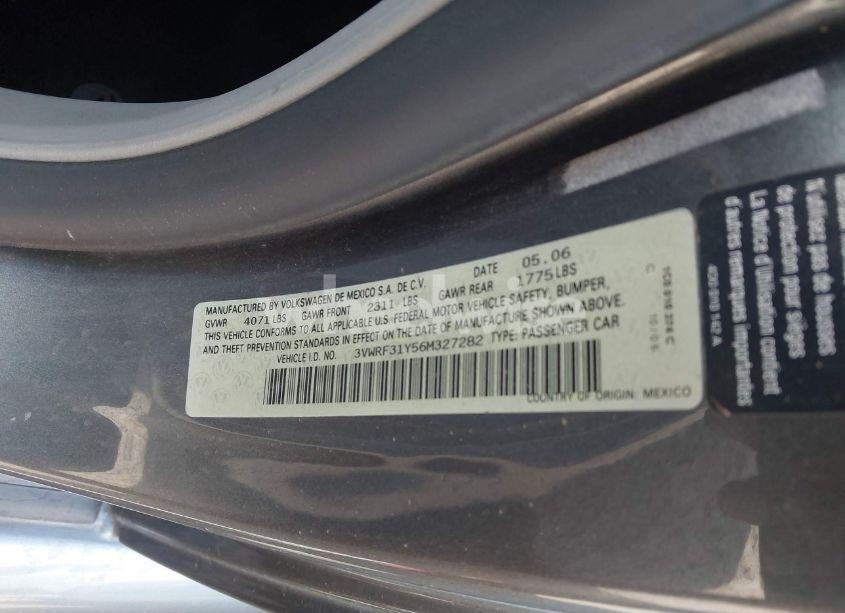 MANUFACTURED BY VOLKSWAGEN DE MEXICO S.A. DE C.V. DATE 05.06
GVWR 4071 LBS GAWR FRONT 2311 LBS GAWR REAR 1775 LBS
THIS VEHICLE CONFORMS TO ALL APPLICABLE U.S. FEDERAL MOTOR VEHICLE SAFETY, BUMPER,
AND THEFT PREVENTION STANDARDS IN EFFECT ON THE DATE OF MANUFACTURE SHOWN ABOVE.
VEHICLE I.D. NO. 3VWRF31Y56M327282 TYPE: PASSENGER CAR
COUNTRY OF ORIGIN: MEXICO
N'utiliser pas de housses
de protection pour sièges
La Notice d'Utilisation contient
d'autres remarques importantes